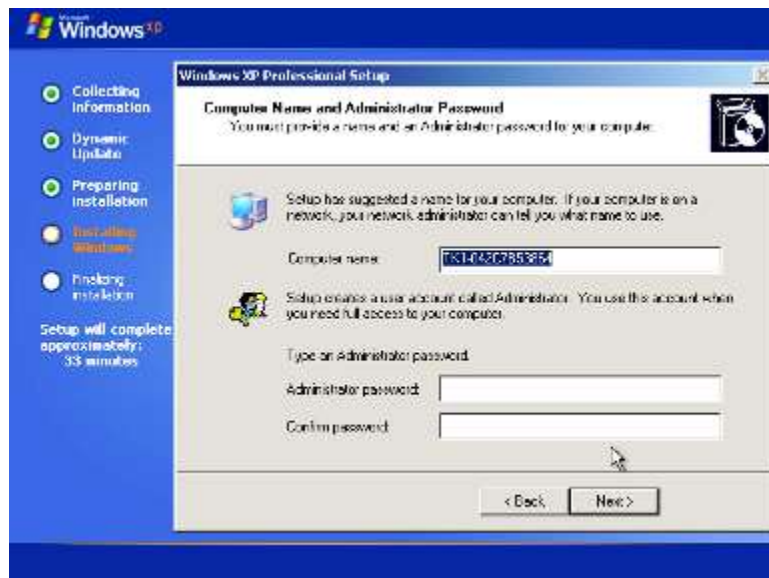 Microsoft
Windows xp
Collecting
information
Dynamic
Update
Preparing
installation
Installing
Windows
Finalizing
installation
Setup will complete
approximately:
33 minutes
Windows XP Professional Setup
Computer Name and Administrator Password
You must provide a name and an Administrator password for your computer.
Setup has suggested a name for your computer. If your computer is on a
network, your network administrator can tell you what name to use.
Computer name:
Setup creates a user account called Administrator. You use this account when
you need full access to your computer.
Type an Administrator password.
Administrator password:
Confirm password:
< Back
Next >